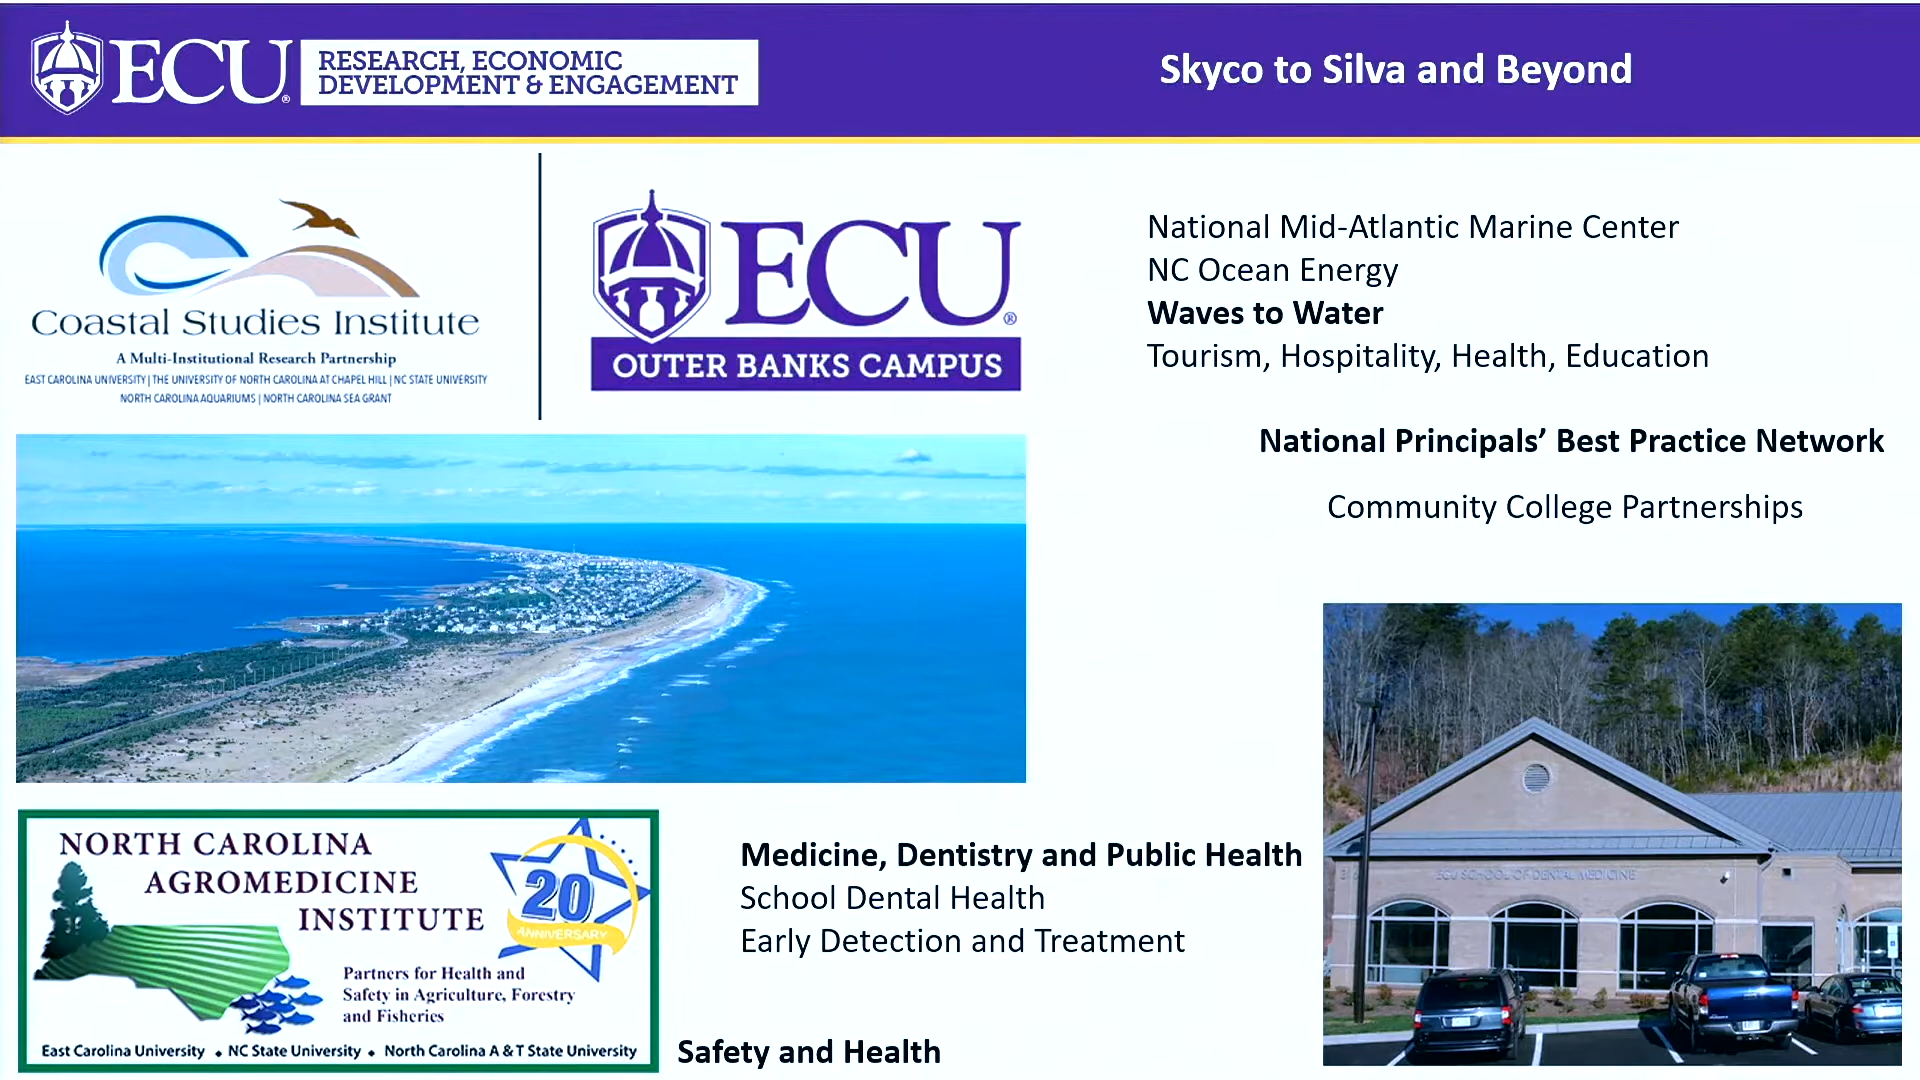 ECU®
RESEARCH, ECONOMIC
DEVELOPMENT & ENGAGEMENT
Skyco to Silva and Beyond
Coastal Studies Institute
A Multi-Institutional Research Partnership
EAST CAROLINA UNIVERSITY | THE UNIVERSITY OF NORTH CAROLINA AT CHAPEL HILL | NC STATE UNIVERSITY
NORTH CAROLINA AQUARIUMS | NORTH CAROLINA SEA GRANT
ECU®
OUTER BANKS CAMPUS
National Mid-Atlantic Marine Center
NC Ocean Energy
Waves to Water
Tourism, Hospitality, Health, Education
National Principals’ Best Practice Network
Community College Partnerships
NORTH CAROLINA
AGROMEDICINE
INSTITUTE
20
ANNIVERSARY
Partners for Health and
Safety in Agriculture, Forestry
and Fisheries
East Carolina University • NC State University • North Carolina A & T State University
Medicine, Dentistry and Public Health
School Dental Health
Early Detection and Treatment
Safety and Health
ECU SCHOOL OF DENTAL MEDICINE